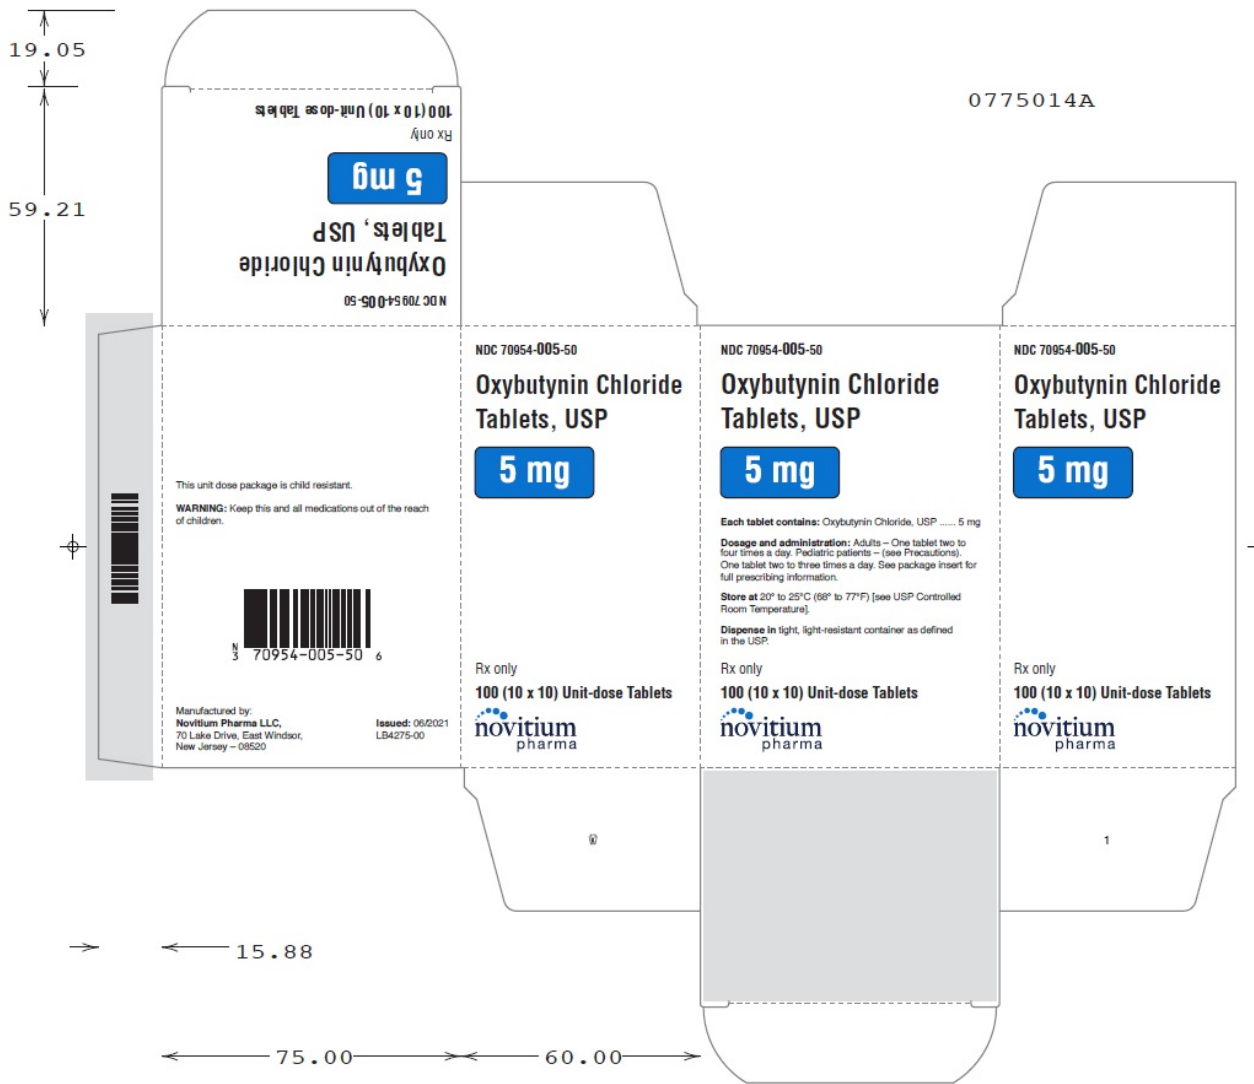 19.05
0775014A
100 (10 x 10) Unit-dose Tablets
Rx only
5 mg
59.21
Tablets, USP
Oxybutynin Chloride
NDC 70954-005-50
NDC 70954-005-50
Oxybutynin Chloride
Tablets, USP
5 mg
NDC 70954-005-50
Oxybutynin Chloride
Tablets, USP
5 mg
NDC 70954-005-50
Oxybutynin Chloride
Tablets, USP
5 mg
This unit dose package is child resistant.
WARNING: Keep this and all medications out of the reach
of children.
N
3 70954-005-50 6
Manufactured by:
Novitium Pharma LLC,
70 Lake Drive, East Windsor,
New Jersey – 08520
Issued: 06/2021
LB4275-00
Each tablet contains: Oxybutynin Chloride, USP ...... 5 mg
Dosage and administration: Adults – One tablet two to
four times a day. Pediatric patients – (see Precautions).
One tablet two to three times a day. See package insert for
full prescribing information.
Store at 20° to 25°C (68° to 77°F) [see USP Controlled
Room Temperature].
Dispense in tight, light-resistant container as defined
in the USP.
Rx only
100 (10 x 10) Unit-dose Tablets
novitium
pharma
Rx only
100 (10 x 10) Unit-dose Tablets
novitium
pharma
Rx only
100 (10 x 10) Unit-dose Tablets
novitium
pharma
1
15.88
75.00
60.00